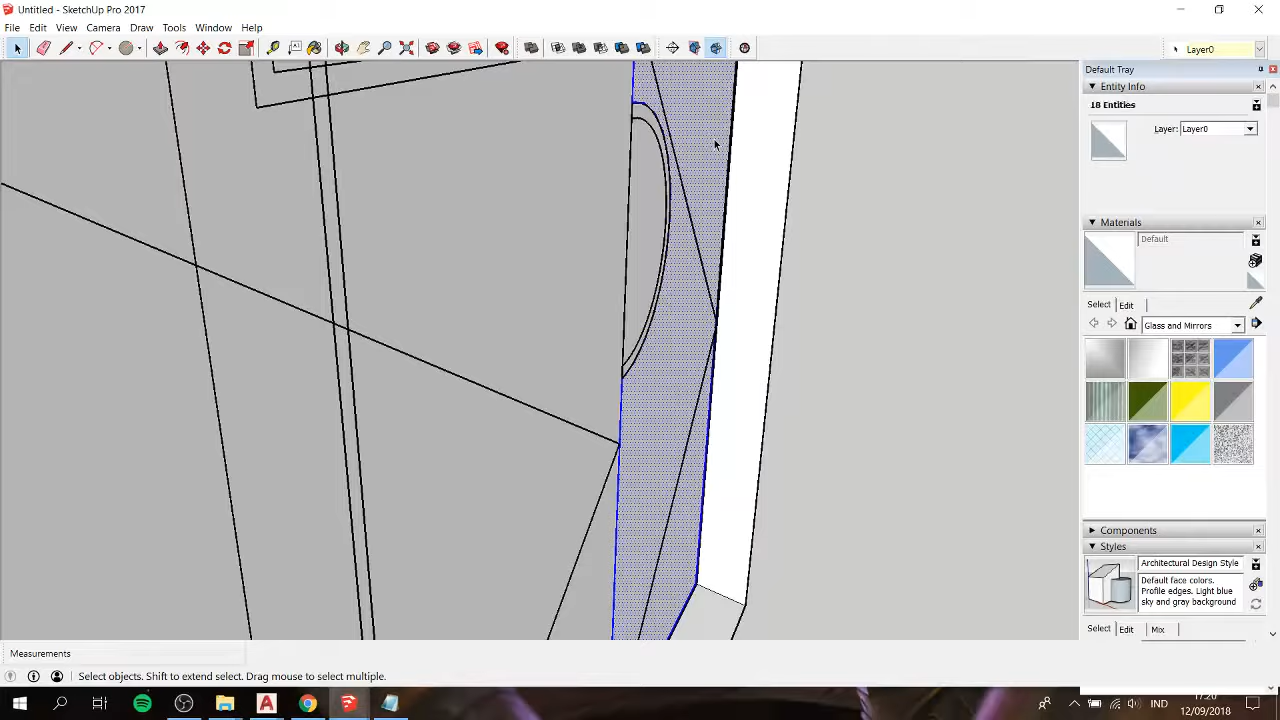 Untitled - SketchUp Pro 2017
File Edit View Camera Draw Tools Window Help
Layer0
Default Tray
Entity Info
18 Entities
Layer: Layer0
Materials
Default
Select Edit
Glass and Mirrors
Components
Styles
Architectural Design Style
Default face colors.
Profile edges. Light blue
sky and gray background
Select Edit Mix
Measurements
Select objects. Shift to extend select. Drag mouse to select multiple.
IND
17:20
12/09/2018